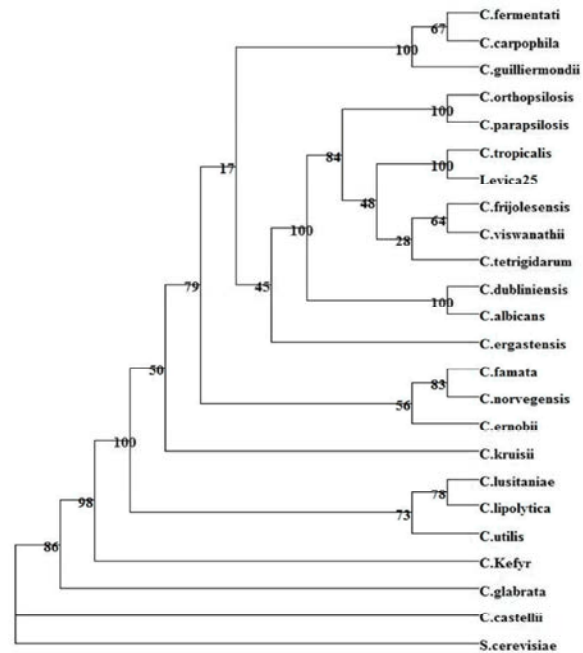 C.fermentati
67
C.carpophila
100
C.guilliermondii
C.orthopsilosis
100
C.parapsilosis
C.tropicalis
84
100
17
Levica25
48
C.frijolesensis
64
100
C.viswanathii
28
C.tetrigidarum
79
45
C.dubliniensis
100
C.albicans
C.ergastensis
50
C.famata
83
C.norvegensis
56
C.ernobii
100
C.kruisii
C.lusitaniae
78
98
C.lipolytica
73
C.utilis
86
C.Kefyr
C.glabrata
C.castellii
S.cerevisiae